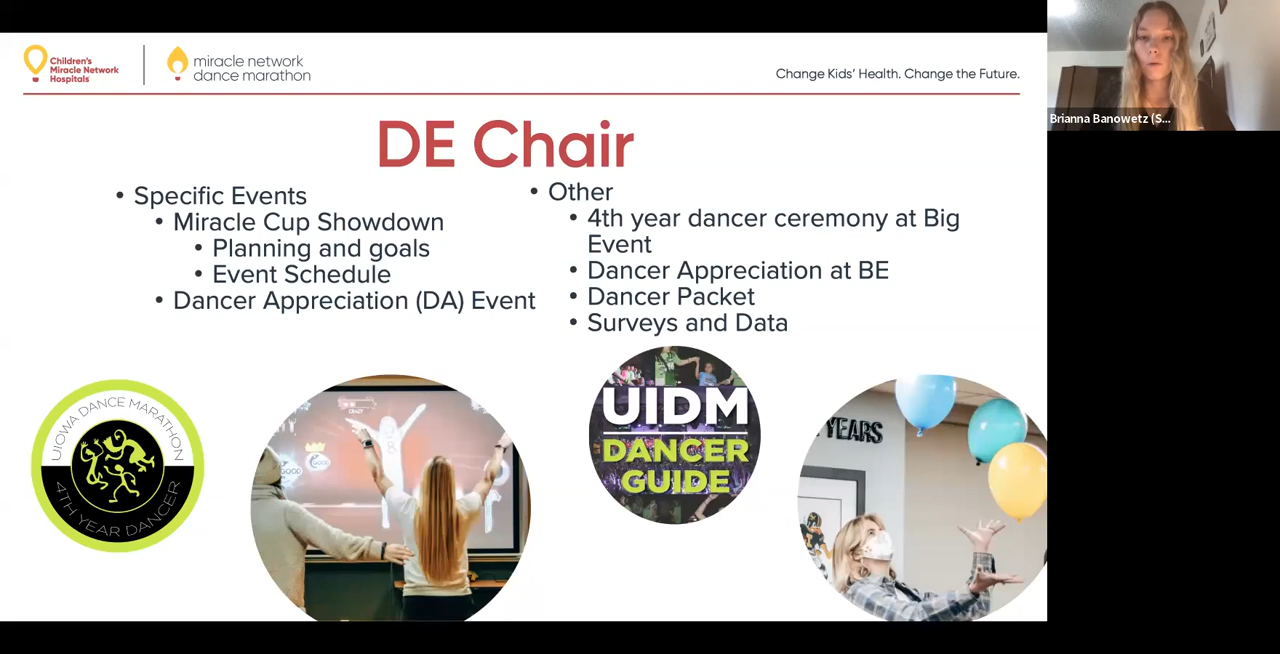 Children's
Miracle Network
Hospitals
miracle network
dance marathon
Change Kids' Health. Change the Future.
Brianna Banowetz (S...
DE Chair
• Specific Events
• Miracle Cup Showdown
• Planning and goals
• Event Schedule
• Dancer Appreciation (DA) Event
• Other
• 4th year dancer ceremony at Big
Event
• Dancer Appreciation at BE
• Dancer Packet
• Surveys and Data
UIOWA DANCE MARATHON
4TH YEAR DANCER
CRAZY
GOOD
GOOD
UIDM
DANCER
GUIDE
YEARS